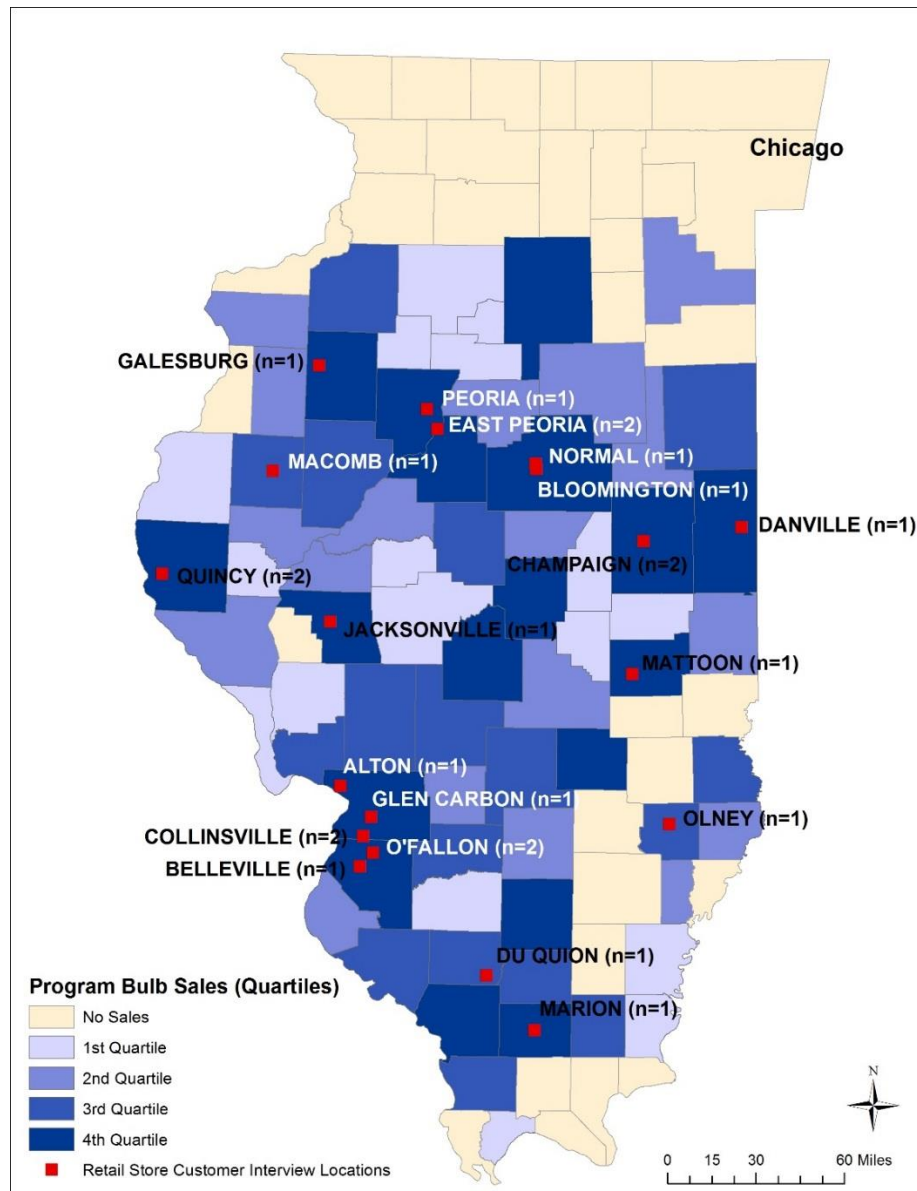 Chicago
GALESBURG (n=1)
PEORIA (n=1)
EAST PEORIA (n=2)
MACOMB (n=1)
NORMAL (n=1)
BLOOMINGTON (n=1)
DANVILLE (n=1)
CHAMPAIGN (n=2)
QUINCY (n=2)
JACKSONVILLE (n=1)
MATTOON (n=1)
ALTON (n=1)
GLEN CARBON (n=1)
COLLINSVILLE (n=2)
OLNEY (n=1)
O'FALLON (n=2)
BELLEVILLE (n=1)
DU QUION (n=1)
MARION (n=1)
Program Bulb Sales (Quartiles)
No Sales
1st Quartile
2nd Quartile
3rd Quartile
4th Quartile
Retail Store Customer Interview Locations
N
0 15 30 60 Miles